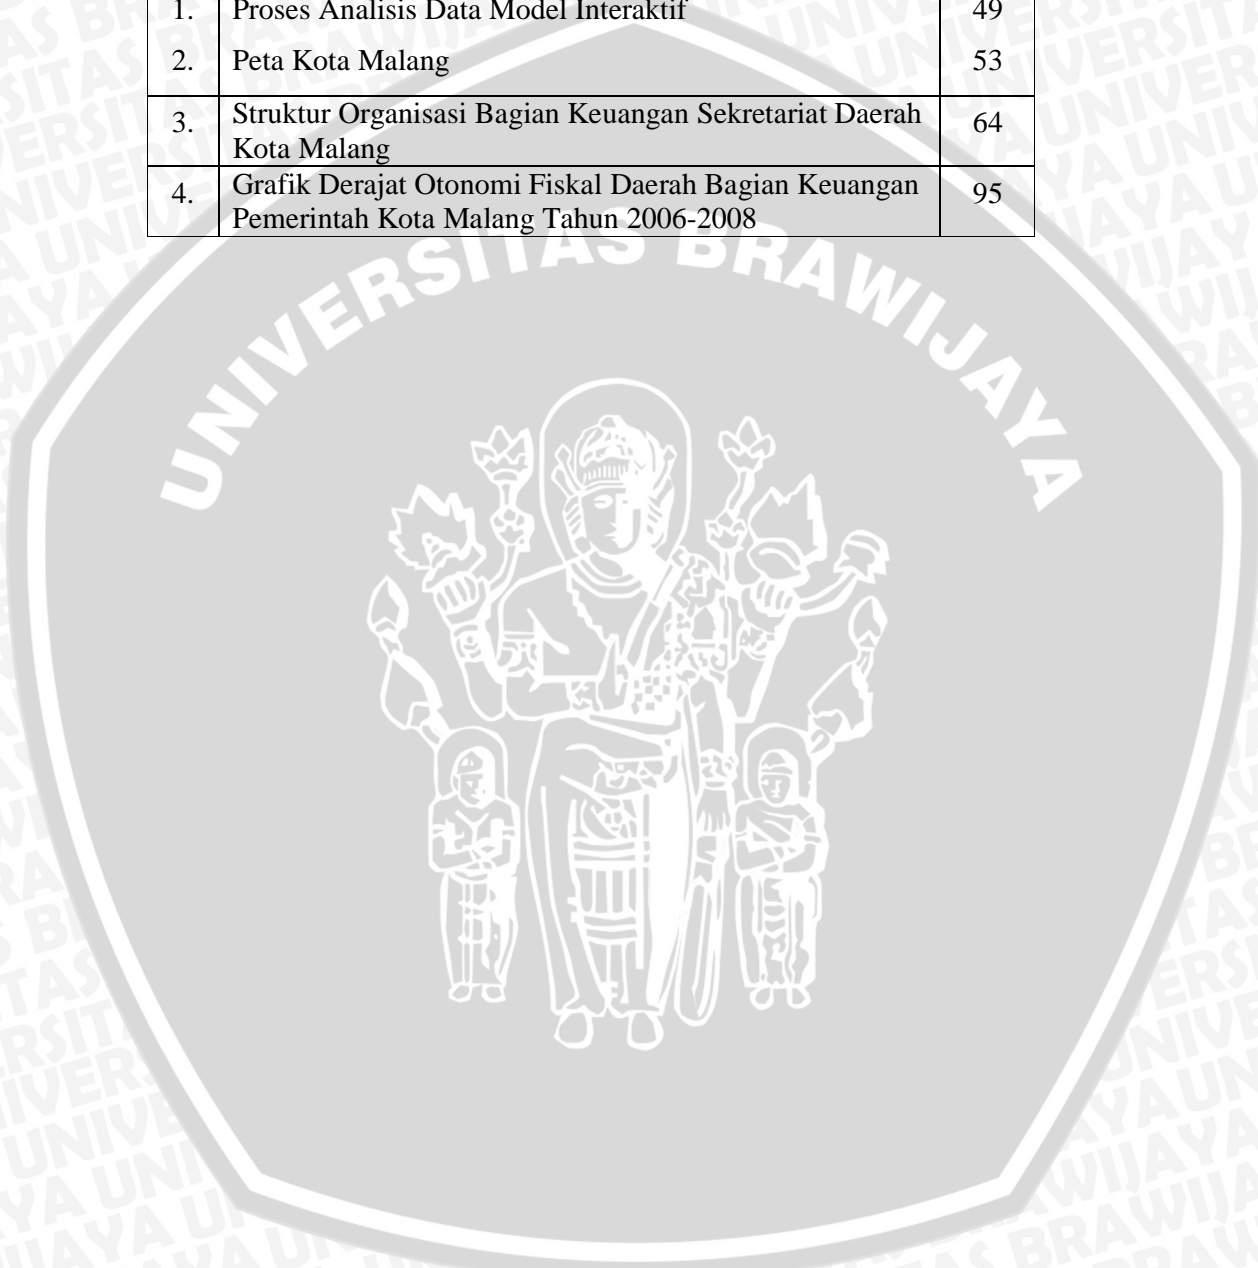 1. Proses Analisis Data Model Interaktif 49
2. Peta Kota Malang 53
3. Struktur Organisasi Bagian Keuangan Sekretariat Daerah
Kota Malang 64
4. Grafik Derajat Otonomi Fiskal Daerah Bagian Keuangan
Pemerintah Kota Malang Tahun 2006-2008 95
UNIVERSITAS BRAWIJAYA